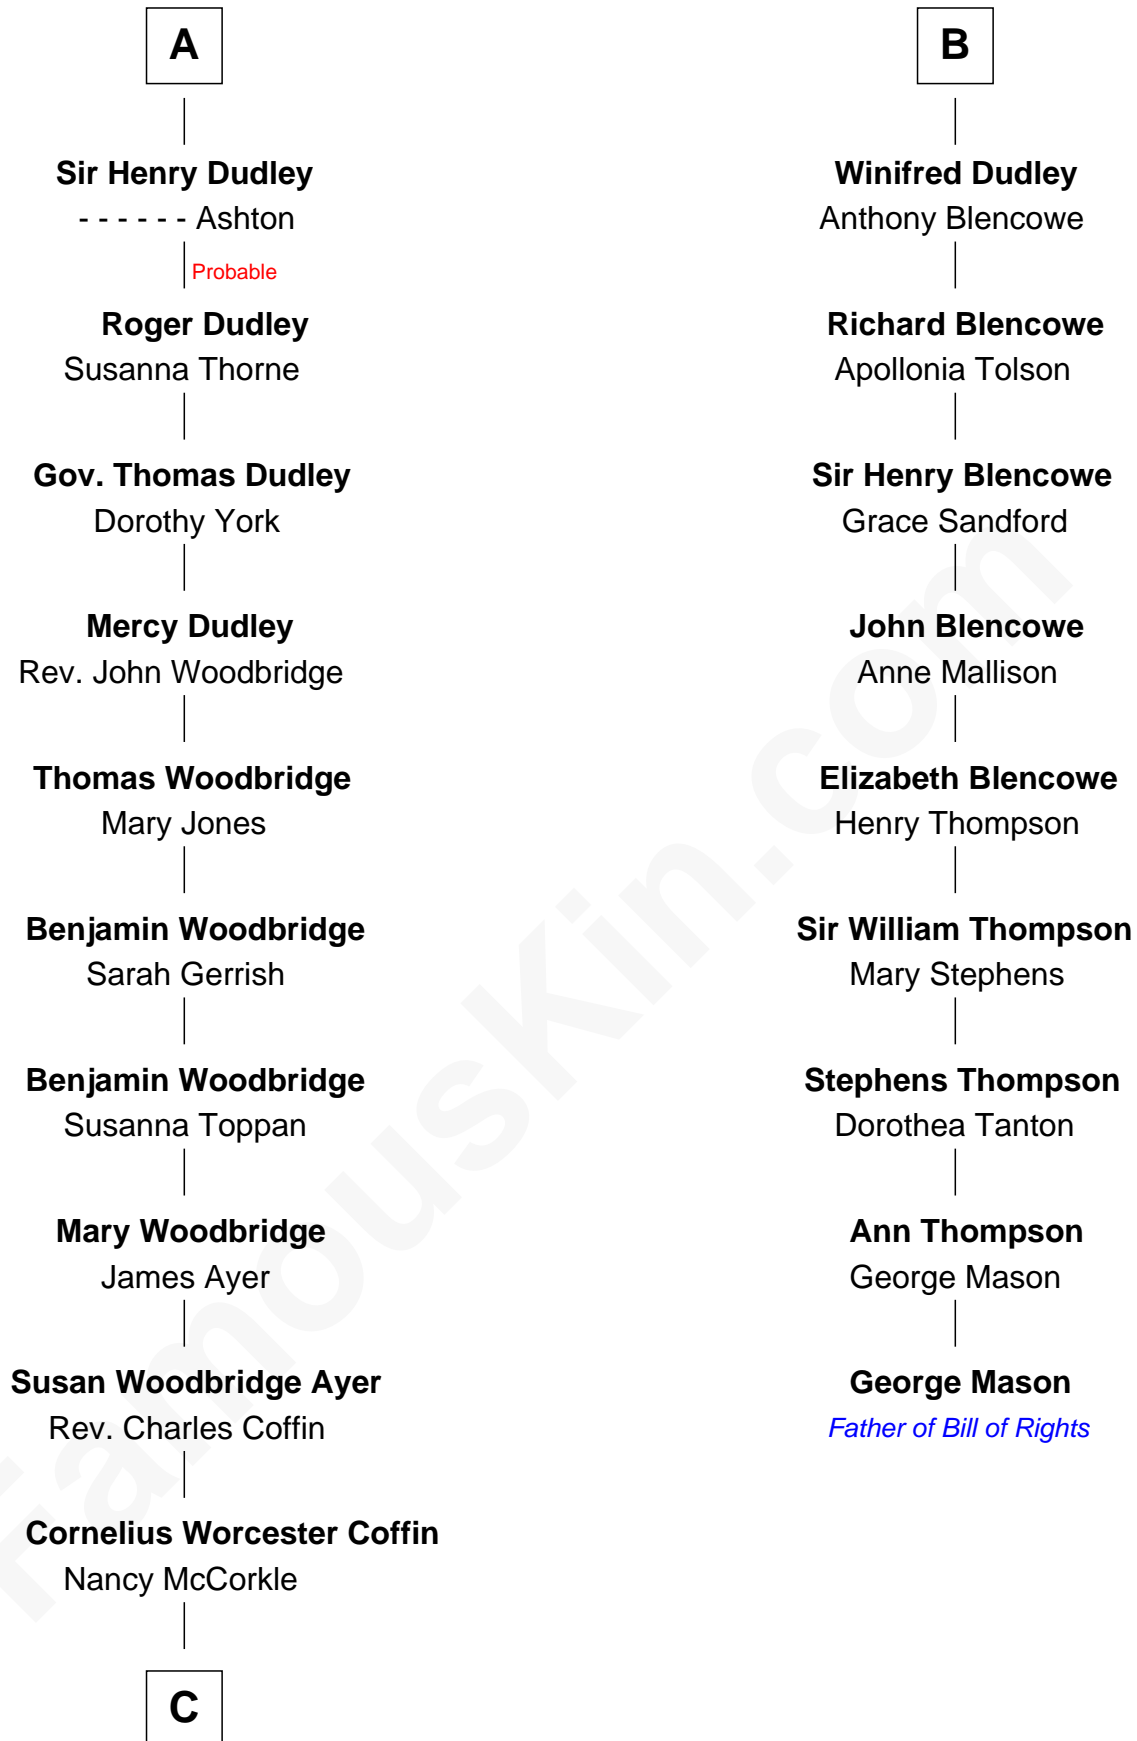 A
Sir Henry Dudley
- - - - - - Ashton
Probable
Roger Dudley
Susanna Thorne
Gov. Thomas Dudley
Dorothy York
Mercy Dudley
Rev. John Woodbridge
Thomas Woodbridge
Mary Jones
Benjamin Woodbridge
Sarah Gerrish
Benjamin Woodbridge
Susanna Toppan
Mary Woodbridge
James Ayer
Susan Woodbridge Ayer
Rev. Charles Coffin
Cornelius Worcester Coffin
Nancy McCorkle
C
B
Winifred Dudley
Anthony Blencowe
Richard Blencowe
Apollonia Tolson
Sir Henry Blencowe
Grace Sandford
John Blencowe
Anne Mallison
Elizabeth Blencowe
Henry Thompson
Sir William Thompson
Mary Stephens
Stephens Thompson
Dorothea Tanton
Ann Thompson
George Mason
George Mason
Father of Bill of Rights
FamousKin.com